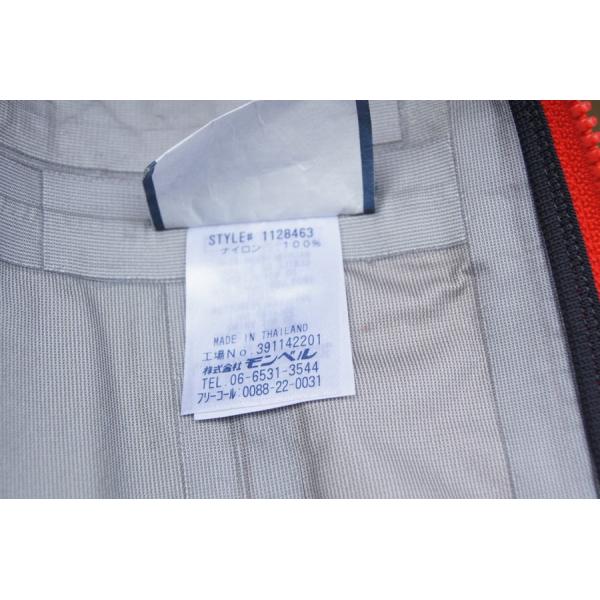 STYLE# 1128463
ナイロン 100%
MADE IN THAILAND
工場No.391142201
株式会社 モンベル
TEL.06-6531-3544
フリーコール:0088-22-0031